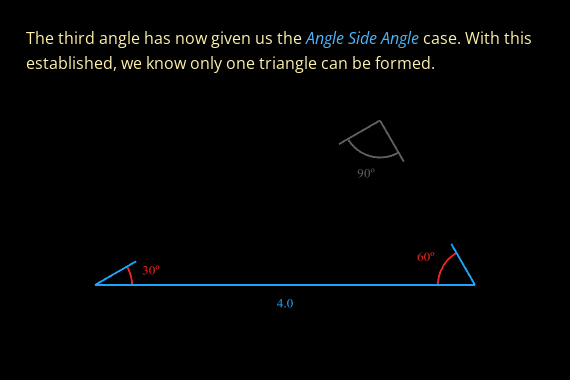 The third angle has now given us the Angle Side Angle case. With this
established, we know only one triangle can be formed.
90º
60º
30º
4.0